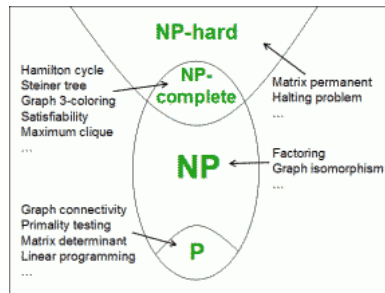 NP-hard
Hamilton cycle
Steiner tree
Graph 3-coloring
Satisfiability
Maximum clique
...
NP-
complete
Matrix permanent
Halting problem
...
NP
Factoring
Graph isomorphism
...
Graph connectivity
Primality testing
Matrix determinant
Linear programming
...
P